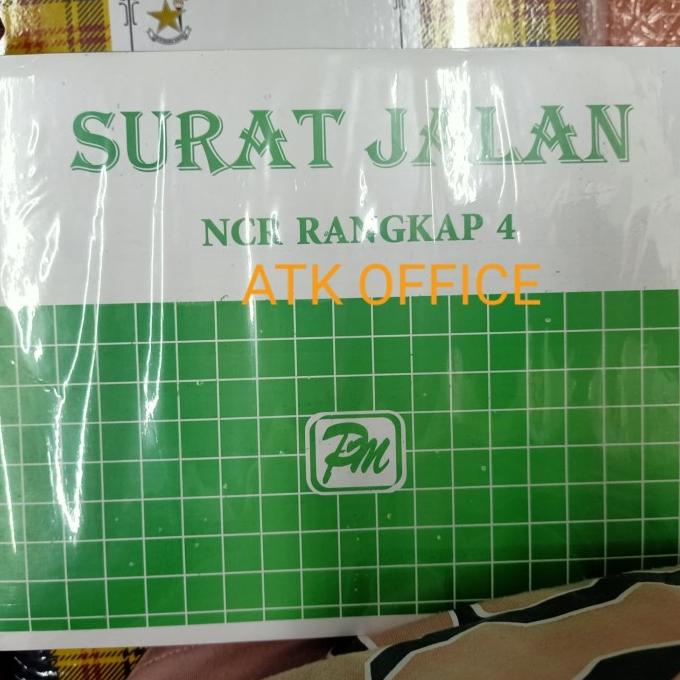 SURAT JALAN
NCR RANGKAP 4
ATK OFFICE
PM